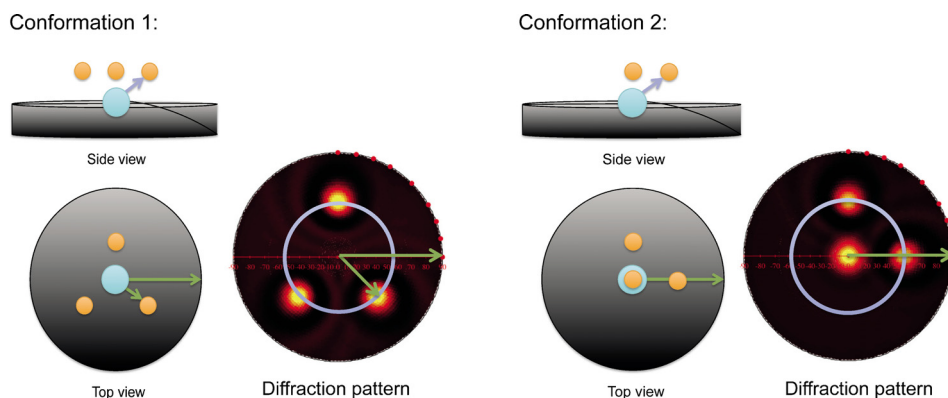 Conformation 1:
Side view
Top view
Diffraction pattern
Conformation 2:
Side view
Top view
Diffraction pattern